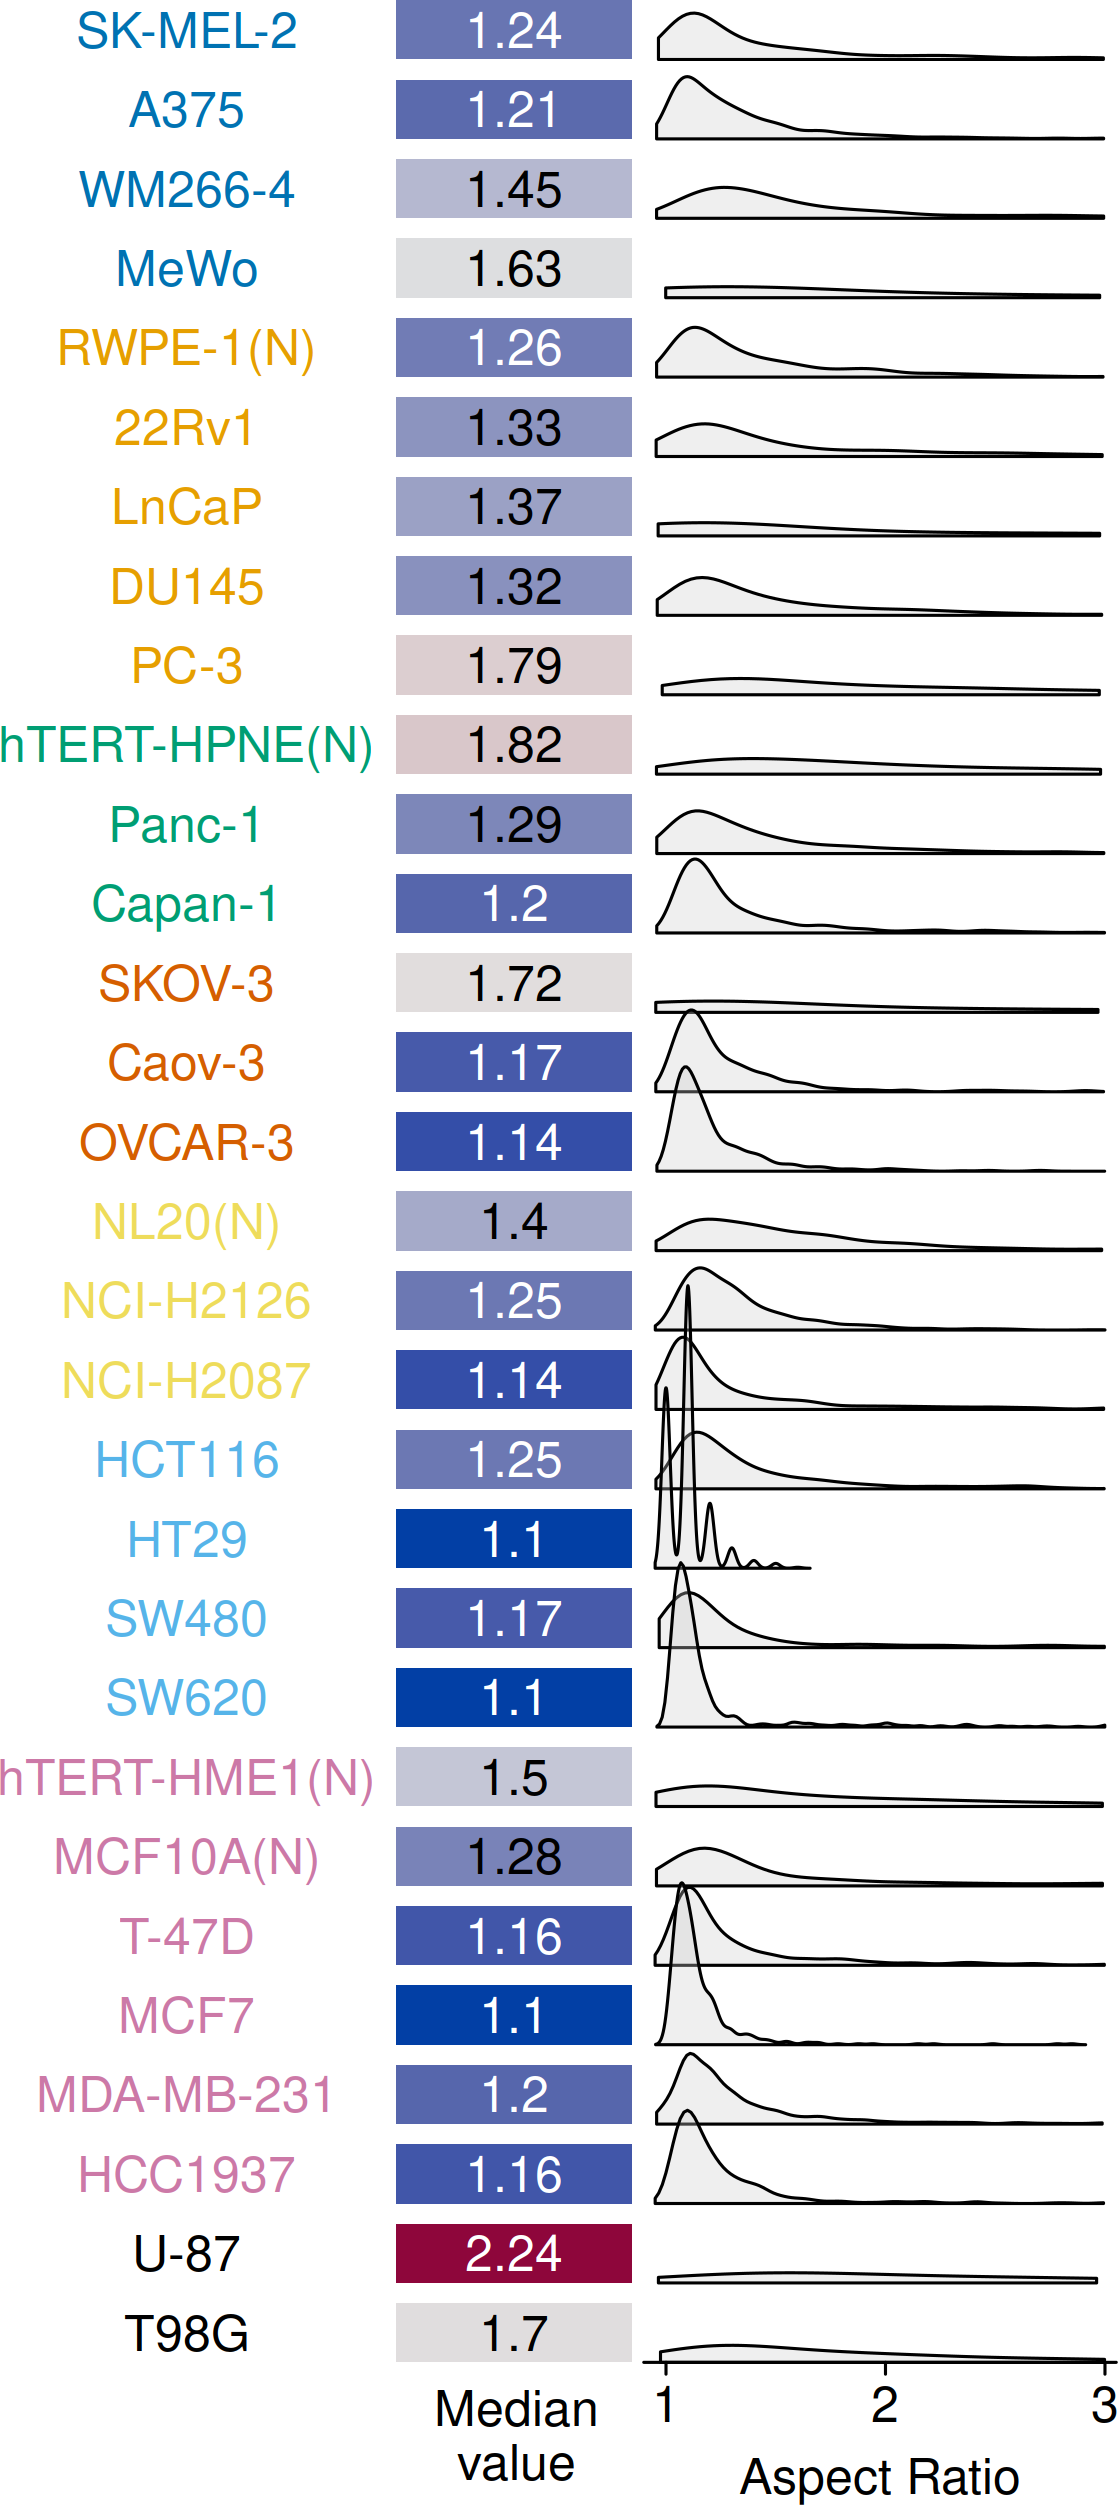 SK-MEL-2 1.24
A375 1.21
WM266-4 1.45
MeWo 1.63
RWPE-1(N) 1.26
22Rv1 1.33
LnCaP 1.37
DU145 1.32
PC-3 1.79
hTERT-HPNE(N) 1.82
Panc-1 1.29
Capan-1 1.2
SKOV-3 1.72
Caov-3 1.17
OVCAR-3 1.14
NL20(N) 1.4
NCI-H2126 1.25
NCI-H2087 1.14
HCT116 1.25
HT29 1.1
SW480 1.17
SW620 1.1
hTERT-HME1(N) 1.5
MCF10A(N) 1.28
T-47D 1.16
MCF7 1.1
MDA-MB-231 1.2
HCC1937 1.16
U-87 2.24
T98G 1.7
1 2 3
Median
value
Aspect Ratio